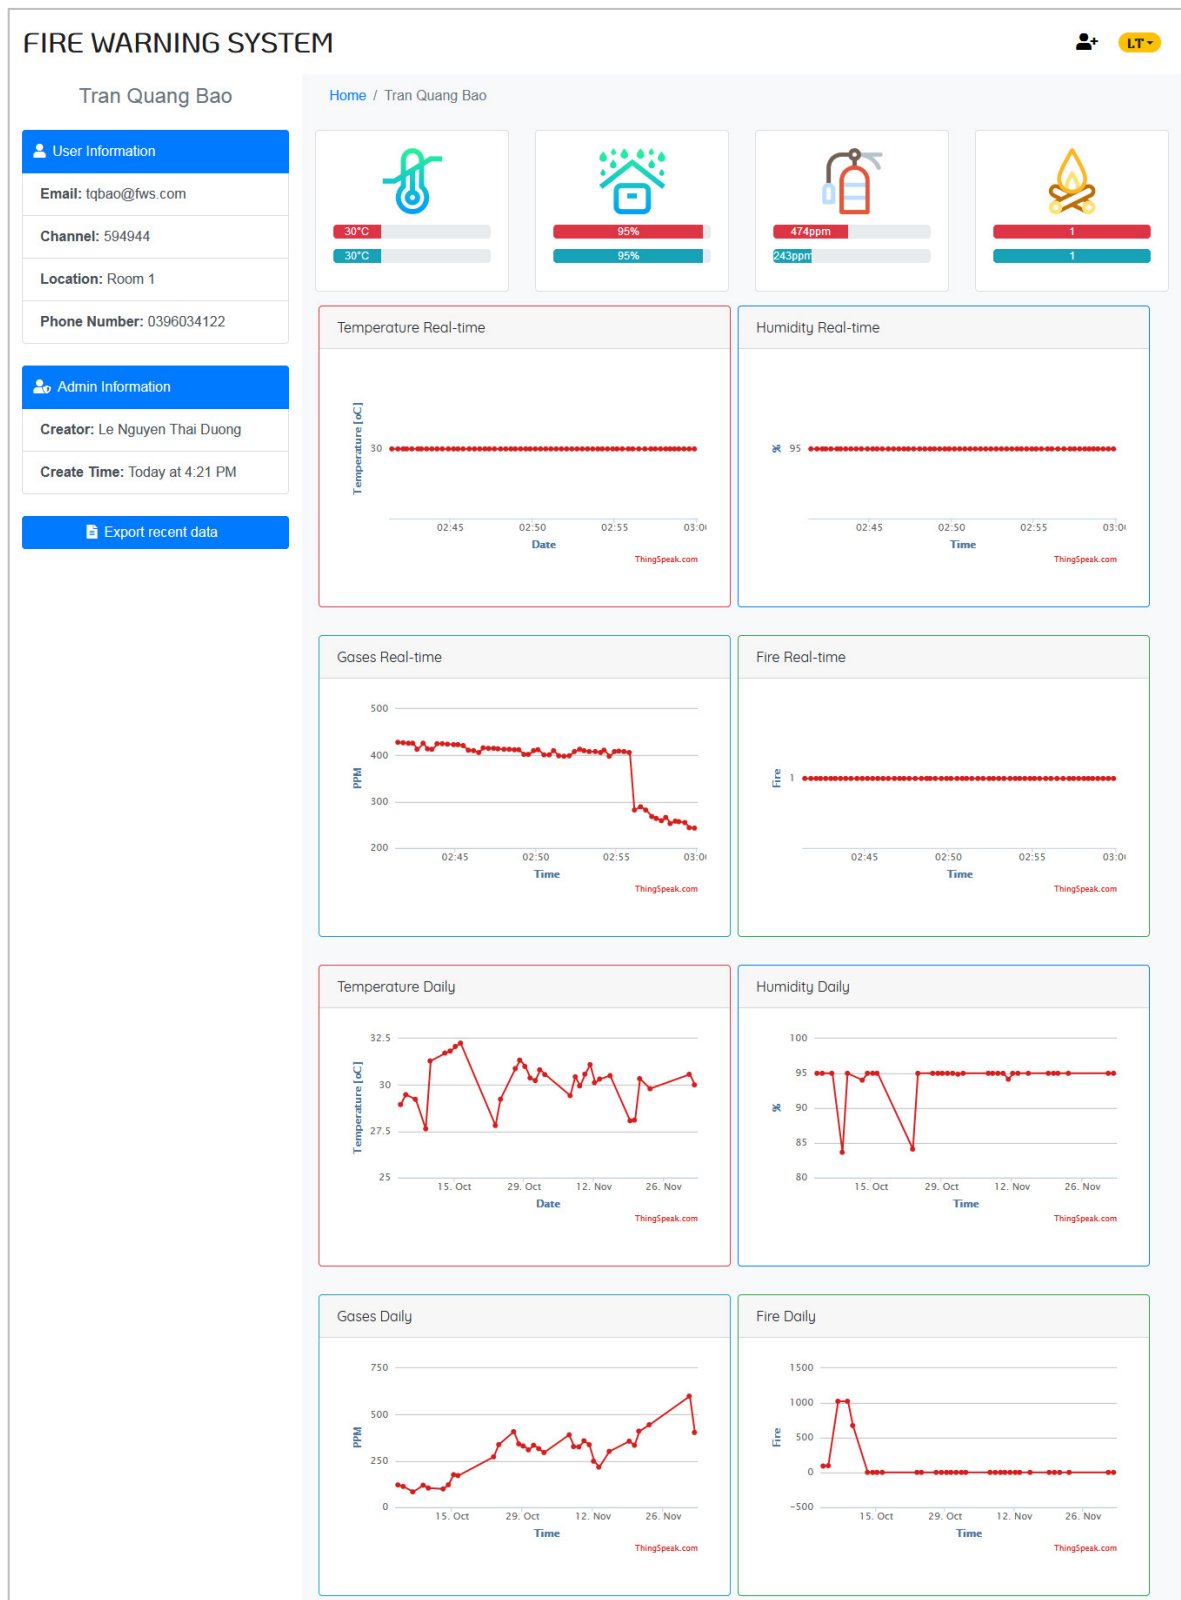 FIRE WARNING SYSTEM
LT
Tran Quang Bao
Home / Tran Quang Bao
User Information
Email: tqbao@fws.com
Channel: 594944
Location: Room 1
Phone Number: 0396034122
Admin Information
Creator: Le Nguyen Thai Duong
Create Time: Today at 4:21 PM
Export recent data
30°C
30°C
95%
95%
474ppm
243ppm
1
1
Temperature Real-time
Temperature [oC]
30
02:45 02:50 02:55 03:0
Date
ThingSpeak.com
Humidity Real-time
%
95
02:45 02:50 02:55 03:0
Time
ThingSpeak.com
Gases Real-time
PPM
500
400
300
200
02:45 02:50 02:55 03:0
Time
ThingSpeak.com
Fire Real-time
Fire
1
02:45 02:50 02:55 03:0
Time
ThingSpeak.com
Temperature Daily
Temperature [oC]
32.5
30
27.5
25
15. Oct 29. Oct 12. Nov 26. Nov
Date
ThingSpeak.com
Humidity Daily
%
100
95
90
85
80
15. Oct 29. Oct 12. Nov 26. Nov
Time
ThingSpeak.com
Gases Daily
PPM
750
500
250
0
15. Oct 29. Oct 12. Nov 26. Nov
Time
ThingSpeak.com
Fire Daily
Fire
1500
1000
500
0
-500
15. Oct 29. Oct 12. Nov 26. Nov
Time
ThingSpeak.com